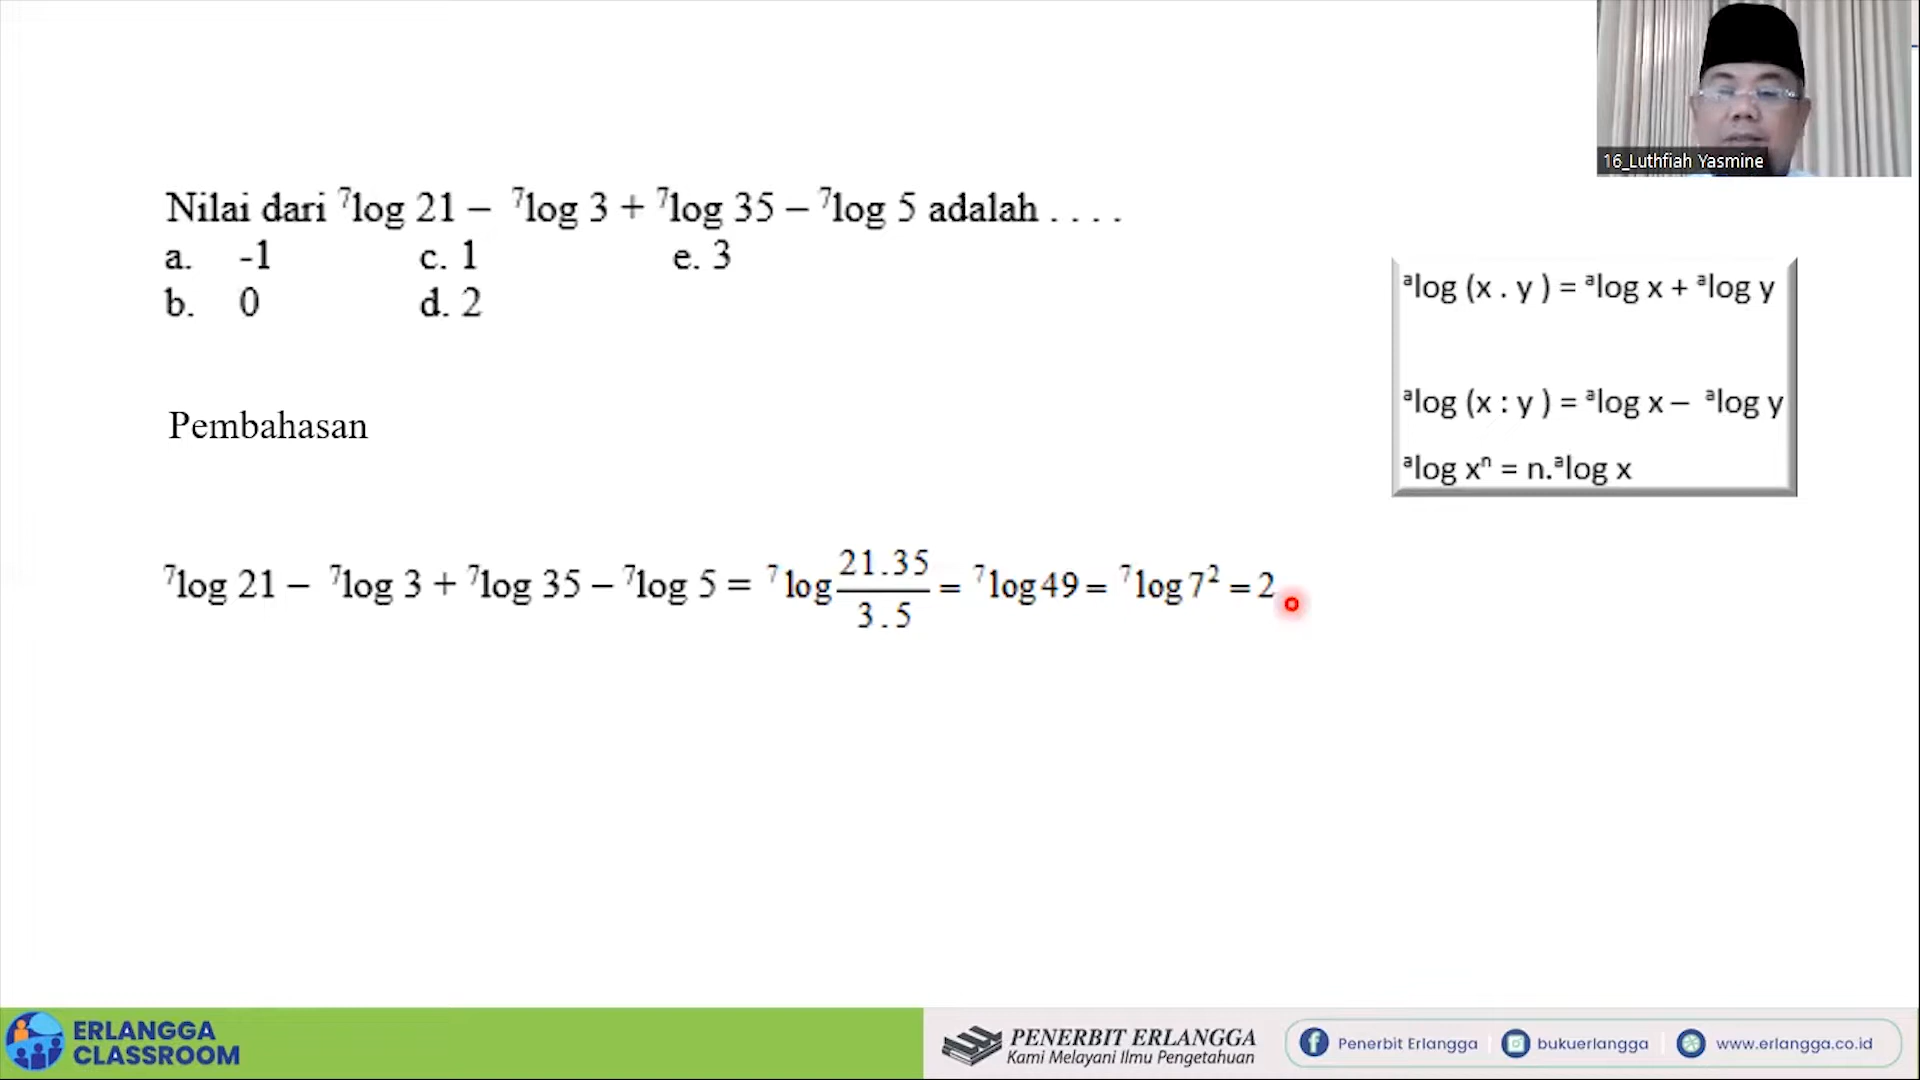 16_Luthfiah Yasmine
Nilai dari ⁷log 21 – ⁷log 3 + ⁷log 35 – ⁷log 5 adalah . . . .
a. -1 c. 1 e. 3
b. 0 d. 2
ᵃlog (x . y ) = ᵃlog x + ᵃlog y
ᵃlog (x : y ) = ᵃlog x – ᵃlog y
ᵃlog xⁿ = n.ᵃlog x
Pembahasan
⁷log 21 – ⁷log 3 + ⁷log 35 – ⁷log 5 = ⁷log 21.35/3.5 = ⁷log 49 = ⁷log 7² = 2
ERLANGGA
CLASSROOM
PENERBIT ERLANGGA
Kami Melayani Ilmu Pengetahuan
Penerbit Erlangga
bukuerlangga
www.erlangga.co.id